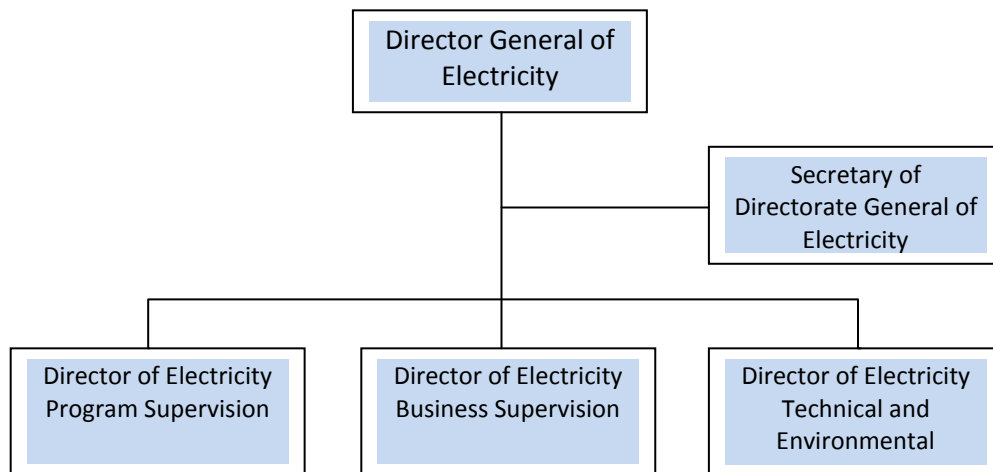 Director General of
Electricity
Secretary of
Directorate General of
Electricity
Director of Electricity
Program Supervision
Director of Electricity
Business Supervision
Director of Electricity
Technical and
Environmental